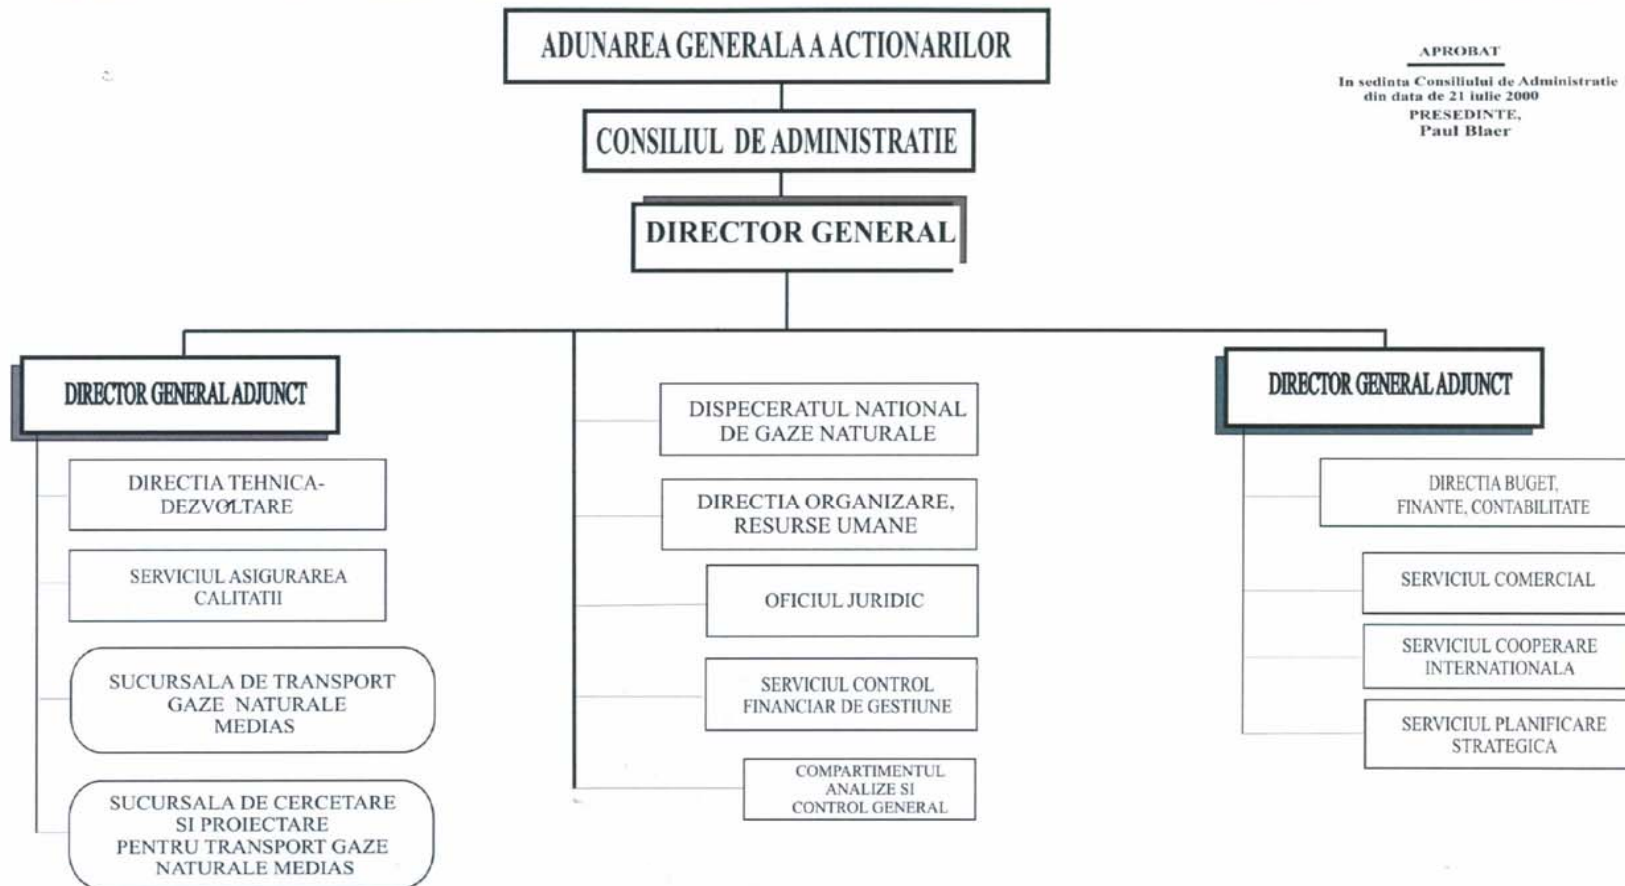 ADUNAREA GENERALA A ACTIONARILOR
APROBAT
In sedinta Consiliului de Administratie
din data de 21 iulie 2000
PRESEDINTE,
Paul Blaer
CONSILIUL DE ADMINISTRATIE
DIRECTOR GENERAL
DIRECTOR GENERAL ADJUNCT
DIRECTIA TEHNICA-
DEZVOLTARE
SERVICIUL ASIGURAREA
CALITATII
SUCURSALA DE TRANSPORT
GAZE NATURALE
MEDIAS
SUCURSALA DE CERCETARE
SI PROIECTARE
PENTRU TRANSPORT GAZE
NATURALE MEDIAS
DISPECERATUL NATIONAL
DE GAZE NATURALE
DIRECTIA ORGANIZARE,
RESURSE UMANE
OFICIUL JURIDIC
SERVICIUL CONTROL
FINANCIAR DE GESTIUNE
COMPARTIMENTUL
ANALIZE SI
CONTROL GENERAL
DIRECTOR GENERAL ADJUNCT
DIRECTIA BUGET,
FINANTE, CONTABILITATE
SERVICIUL COMERCIAL
SERVICIUL COOPERARE
INTERNATIONALA
SERVICIUL PLANIFICARE
STRATEGICA